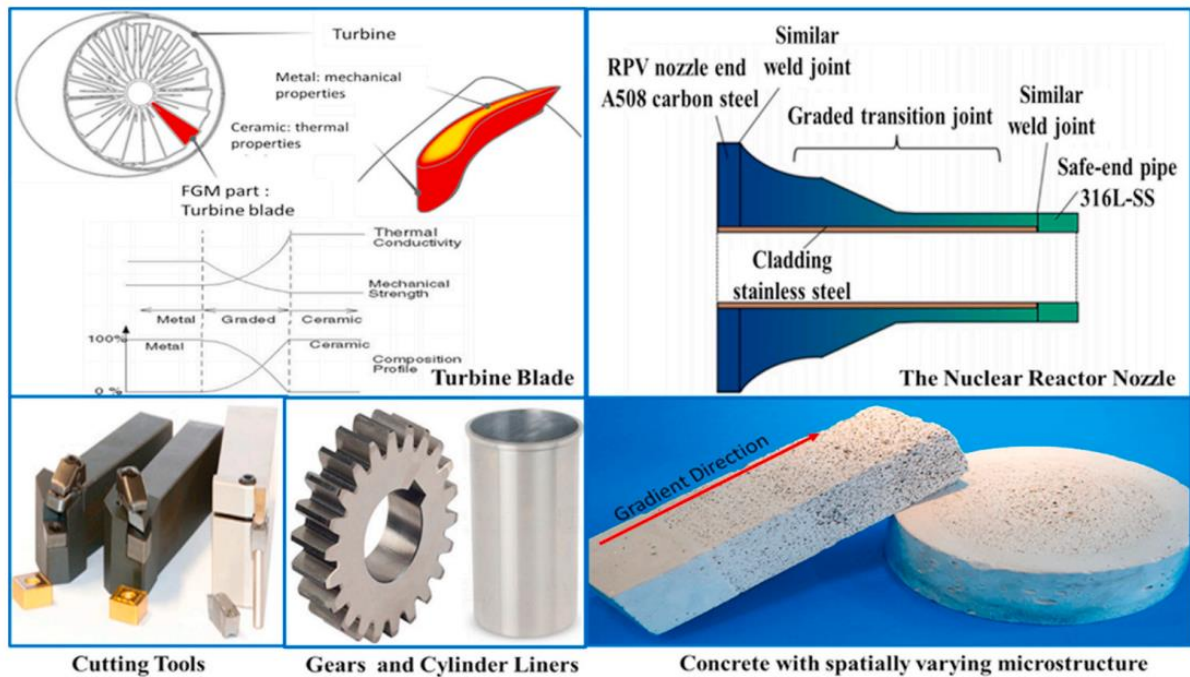 Turbine
Metal: mechanical
properties
Ceramic: thermal
properties
FGM part :
Turbine blade
Thermal
Conductivity
Mechanical
Strength
Metal
Graded
Ceramic
100%
Metal
Ceramic
Composition
Profile
0 %
Turbine Blade
RPV nozzle end
A508 carbon steel
Similar
weld joint
Graded transition joint
Similar
weld joint
Safe-end pipe
316L-SS
Cladding
stainless steel
The Nuclear Reactor Nozzle
Gradient Direction
Cutting Tools
Gears and Cylinder Liners
Concrete with spatially varying microstructure